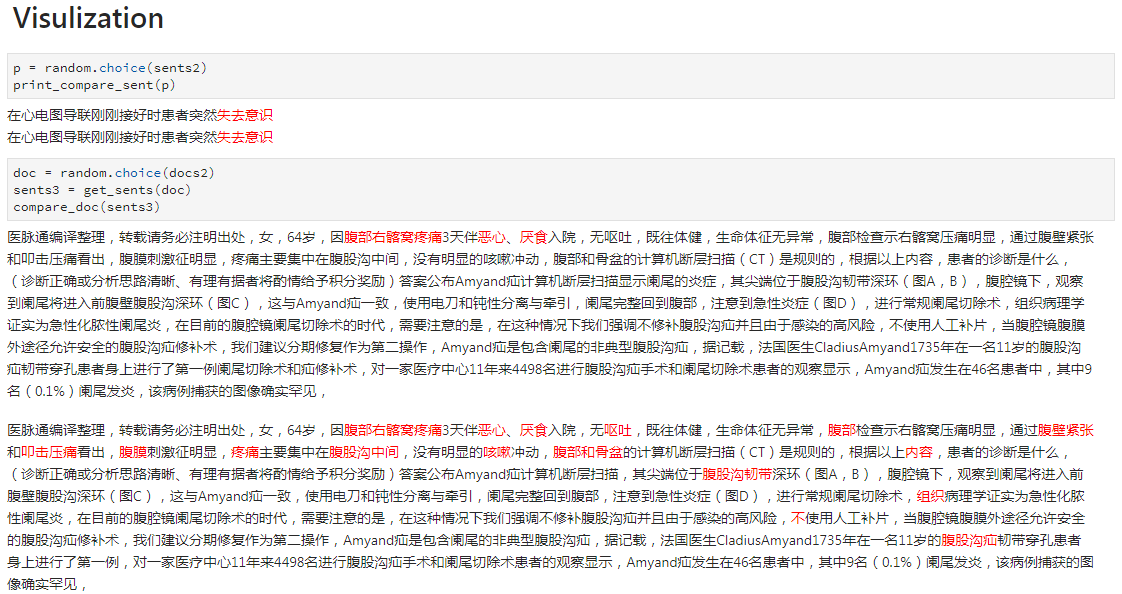 Visulization
p = random.choice(sents2)
print_compare_sent(p)
在心电图导联刚刚接好时患者突然失去意识
在心电图导联刚刚接好时患者突然失去意识
doc = random.choice(docs2)
sents3 = get_sents(doc)
compare_doc(sents3)
医脉通编译整理，转载请务必注明出处，女，64岁，因腹部右髂窝疼痛3天伴恶心、厌食入院，无呕吐，既往体健，生命体征无异常，腹部检查示右髂窝压痛明显，通过腹壁紧张
和叩击压痛看出，腹膜刺激征明显，疼痛主要集中在腹股沟中间，没有明显的咳嗽冲动，腹部和骨盆的计算机断层扫描（CT）是规则的，根据以上内容，患者的诊断是什么，
（诊断正确或分析思路清晰、有理有据者将酌情给予积分奖励）答案公布Amyand疝计算机断层扫描显示阑尾的炎症，其尖端位于腹股沟韧带深环（图A，B），腹腔镜下，观察
到阑尾将进入前腹壁腹股沟深环（图C），这与Amyand疝一致，使用电刀和钝性分离与牵引，阑尾完整回到腹部，注意到急性炎症（图D），进行常规阑尾切除术，组织病理学
证实为急性化脓性阑尾炎，在目前的腹腔镜阑尾切除术的时代，需要注意的是，在这种情况下我们强调不修补腹股沟疝并且由于感染的高风险，不使用人工补片，当腹腔镜腹膜
外途径允许安全的腹股沟疝修补术，我们建议分期修复作为第二操作，Amyand疝是包含阑尾的非典型腹股沟疝，据记载，法国医生CladiusAmyand1735年在一名11岁的腹股沟
疝韧带穿孔患者身上进行了第一例阑尾切除术和疝修补术，对一家医疗中心11年来4498名进行腹股沟疝手术和阑尾切除术患者的观察显示，Amyand疝发生在46名患者中，其中9
名（0.1%）阑尾发炎，该病例捕获的图像确实罕见，
医脉通编译整理，转载请务必注明出处，女，64岁，因腹部右髂窝疼痛3天伴恶心、厌食入院，无呕吐，既往体健，生命体征无异常，腹部检查示右髂窝压痛明显，通过腹壁紧张
和叩击压痛看出，腹膜刺激征明显，疼痛主要集中在腹股沟中间，没有明显的咳嗽冲动，腹部和骨盆的计算机断层扫描（CT）是规则的，根据以上内容，患者的诊断是什么，
（诊断正确或分析思路清晰、有理有据者将酌情给予积分奖励）答案公布Amyand疝计算机断层扫描，其尖端位于腹股沟韧带深环（图A，B），腹腔镜下，观察到阑尾将进入前
腹壁腹股沟深环（图C），这与Amyand疝一致，使用电刀和钝性分离与牵引，阑尾完整回到腹部，注意到急性炎症（图D），进行常规阑尾切除术，组织病理学证实为急性化脓
性阑尾炎，在目前的腹腔镜阑尾切除术的时代，需要注意的是，在这种情况下我们强调不修补腹股沟疝并且由于感染的高风险，不使用人工补片，当腹腔镜腹膜外途径允许安全
的腹股沟疝修补术，我们建议分期修复作为第二操作，Amyand疝是包含阑尾的非典型腹股沟疝，据记载，法国医生CladiusAmyand1735年在一名11岁的腹股沟疝韧带穿孔患者
身上进行了第一例，对一家医疗中心11年来4498名进行腹股沟疝手术和阑尾切除术患者的观察显示，Amyand疝发生在46名患者中，其中9名（0.1%）阑尾发炎，该病例捕获的图
像确实罕见，